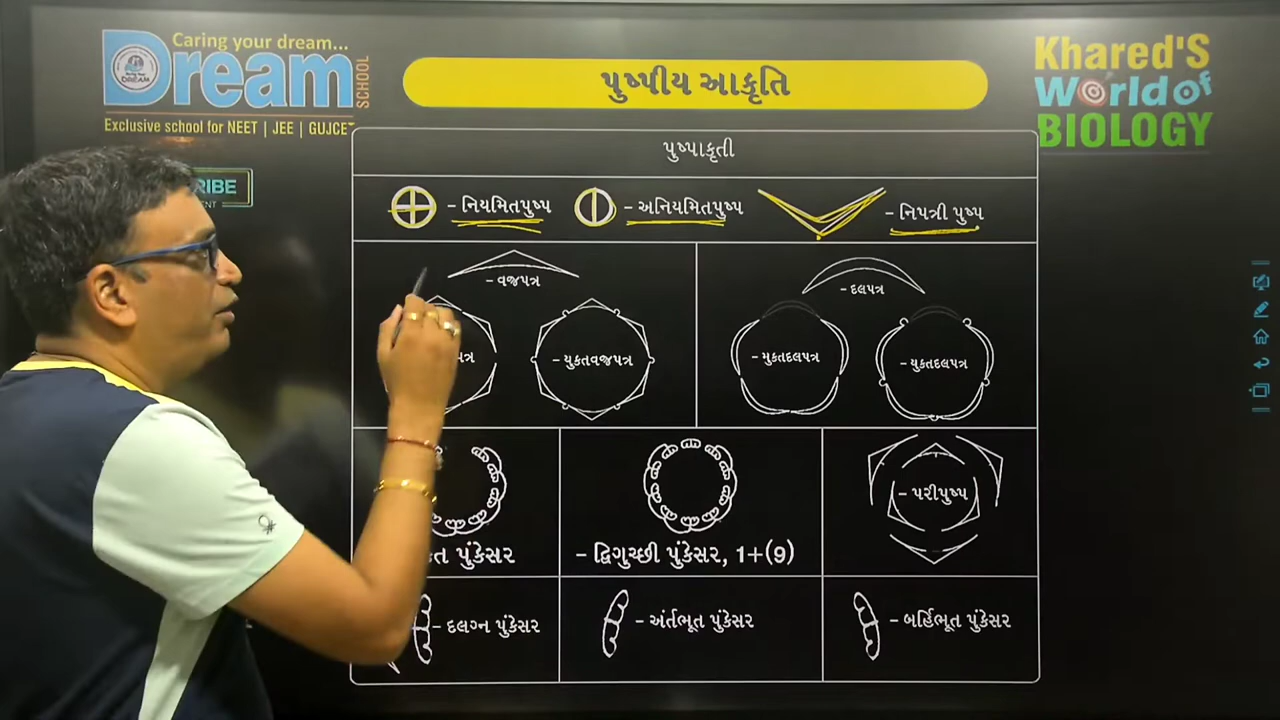 Caring your dream...
Dream SCHOOL
Exclusive school for NEET | JEE | GUJCET
Khared'S
World of
BIOLOGY
પુષ્પીય આકૃતિ
પુષ્પાકૃતી
– નિયમિતપુષ્પ
– અનિયમિતપુષ્પ
– નિપત્રી પુષ્પ
– વજપત્ર
– દલપત્ર
– યુકતવજપત્ર
– મુકતદલપત્ર
– યુકતદલપત્ર
– પરીપુષ્પ
પુંકેસર
– દ્વિગુચ્છી પુંકેસર, 1+(9)
– દલગ્ન પુંકેસર
– અંર્તભૂત પુંકેસર
– બર્હિભૂત પુંકેસર